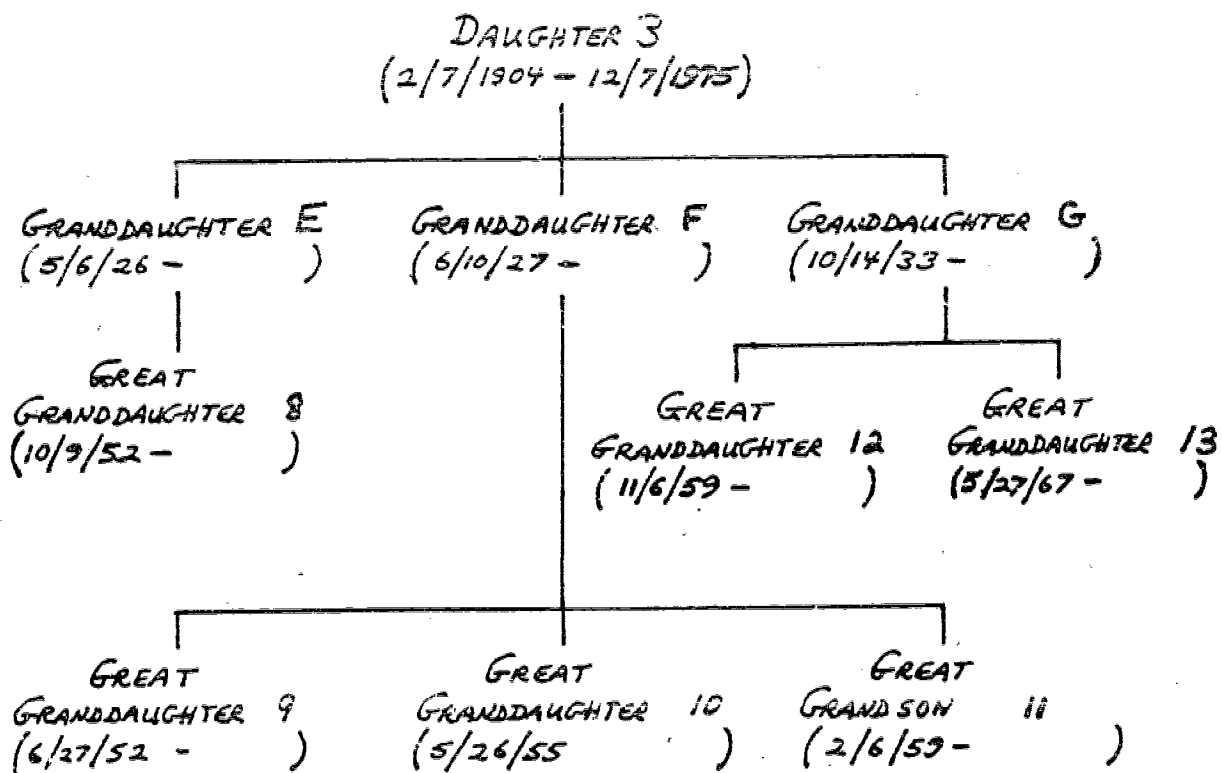 DAUGHTER 3
(2/7/1904 - 12/7/1975)
GRANDDAUGHTER E
(5/6/26 - )
GRANDDAUGHTER F
(6/10/27 - )
GRANDDAUGHTER G
(10/14/33 - )
GREAT
GRANDDAUGHTER 8
(10/9/52 - )
GREAT
GRANDDAUGHTER 12
(11/6/59 - )
GREAT
GRANDDAUGHTER 13
(5/27/67 - )
GREAT
GRANDDAUGHTER 9
(6/27/52 - )
GREAT
GRANDDAUGHTER 10
(5/26/55 )
GREAT
GRANDSON 11
(2/6/59 - )